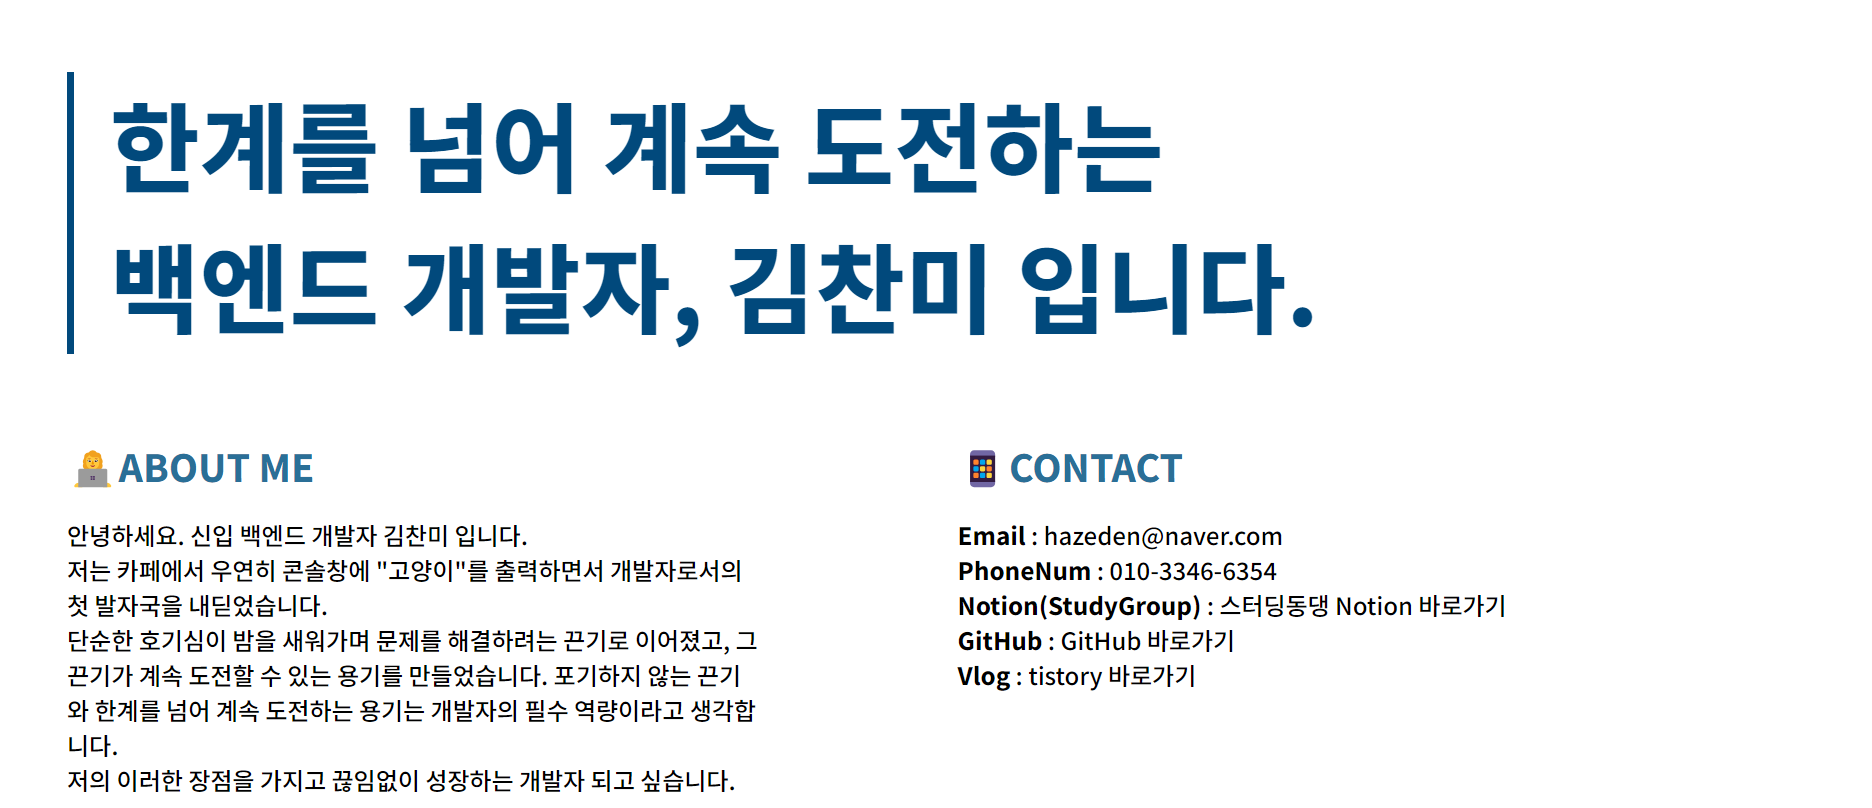 한계를 넘어 계속 도전하는
백엔드 개발자, 김찬미 입니다.
ABOUT ME
안녕하세요. 신입 백엔드 개발자 김찬미 입니다.
저는 카페에서 우연히 콘솔창에 "고양이"를 출력하면서 개발자로서의
첫 발자국을 내딛었습니다.
단순한 호기심이 밤을 새워가며 문제를 해결하려는 끈기로 이어졌고, 그
끈기가 계속 도전할 수 있는 용기를 만들었습니다. 포기하지 않는 끈기
와 한계를 넘어 계속 도전하는 용기는 개발자의 필수 역량이라고 생각합
니다.
저의 이러한 장점을 가지고 끊임없이 성장하는 개발자 되고 싶습니다.
CONTACT
Email : hazeden@naver.com
PhoneNum : 010-3346-6354
Notion(StudyGroup) : 스터딩동댕 Notion 바로가기
GitHub : GitHub 바로가기
Vlog : tistory 바로가기